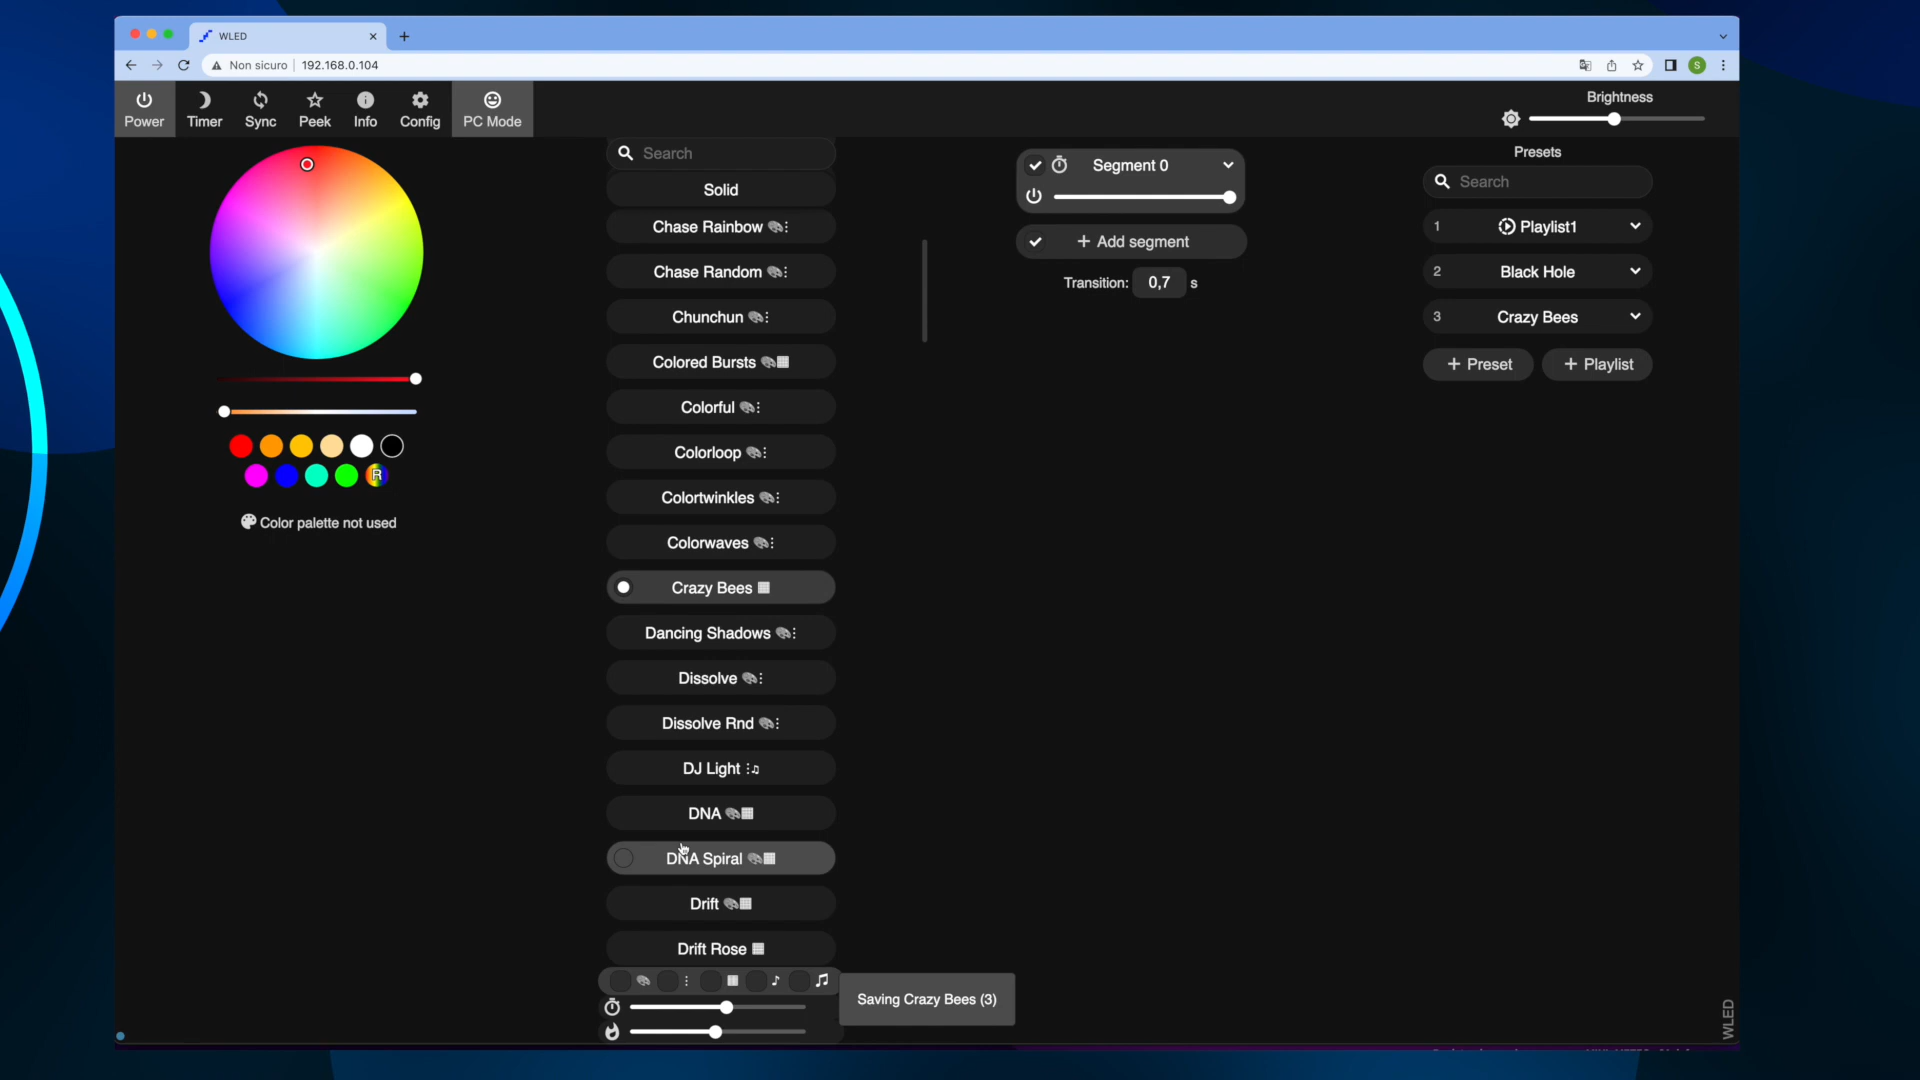 WLED
Non sicuro
192.168.0.104
Power
Timer
Sync
Peek
Info
Config
PC Mode
Brightness
Search
Solid
Chase Rainbow
Chase Random
Chunchun
Colored Bursts
Colorful
Colorloop
Colortwinkles
Colorwaves
Crazy Bees
Dancing Shadows
Dissolve
Dissolve Rnd
DJ Light
DNA
DNA Spiral
Drift
Drift Rose
Color palette not used
R
Segment 0
+ Add segment
Transition: 0,7 s
Presets
Search
1 Playlist1
2 Black Hole
3 Crazy Bees
+ Preset
+ Playlist
Saving Crazy Bees (3)
WLED
S